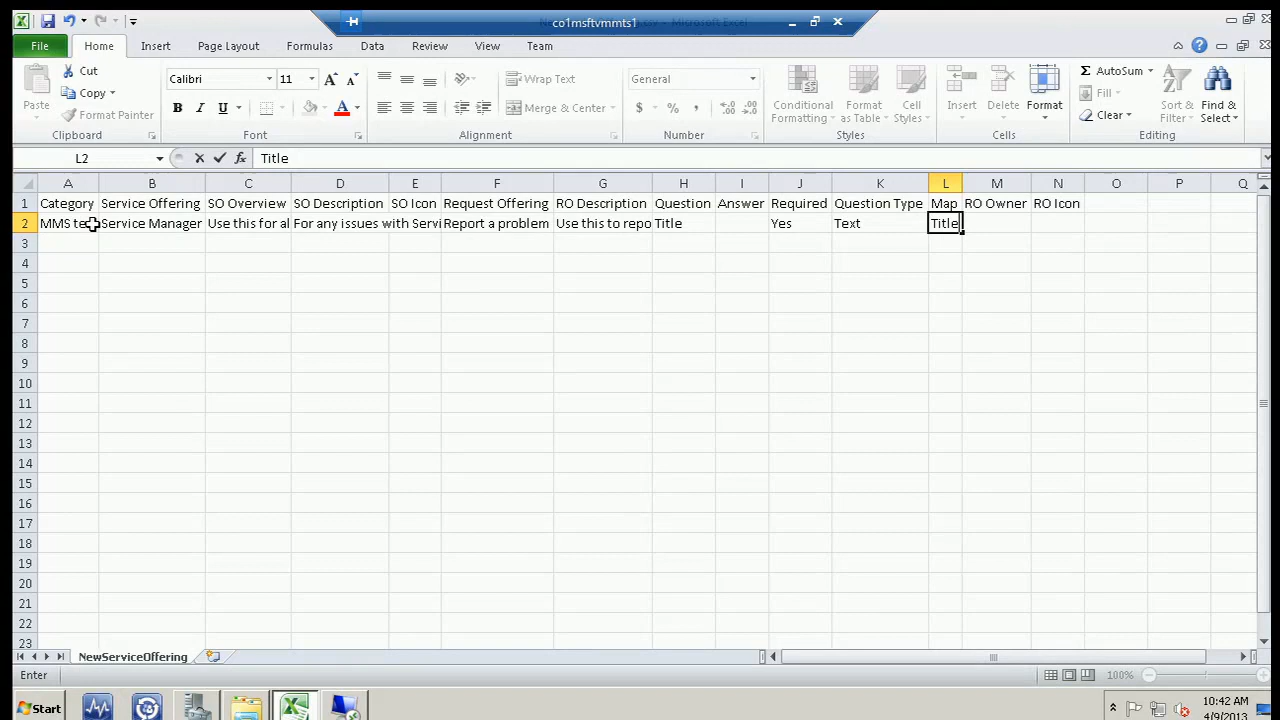 co1msftvmmts1
File Home Insert Page Layout Formulas Data Review View Team
Paste Cut Copy Format Painter
Calibri 11
B I U A
Wrap Text
Merge & Center
General
$ % ,
Conditional Formatting
Format as Table
Cell Styles
Insert Delete Format
Σ AutoSum
Fill
Clear
Sort & Filter
Find & Select
Clipboard Font Alignment Number Styles Cells Editing
L2 fx Title
A B C D E F G H I J K L M N O P Q
1 Category Service Offering SO Overview SO Description SO Icon Request Offering RO Description Question Answer Required Question Type Map RO Owner RO Icon
2 MMS Service Manager Use this for al For any issues with Servi Report a problem Use this to repo Title Yes Text Title
3
4
5
6
7
8
9
10
11
12
13
14
15
16
17
18
19
20
21
22
23
NewServiceOffering
Enter 100%
Start 10:42 AM
4/9/2013